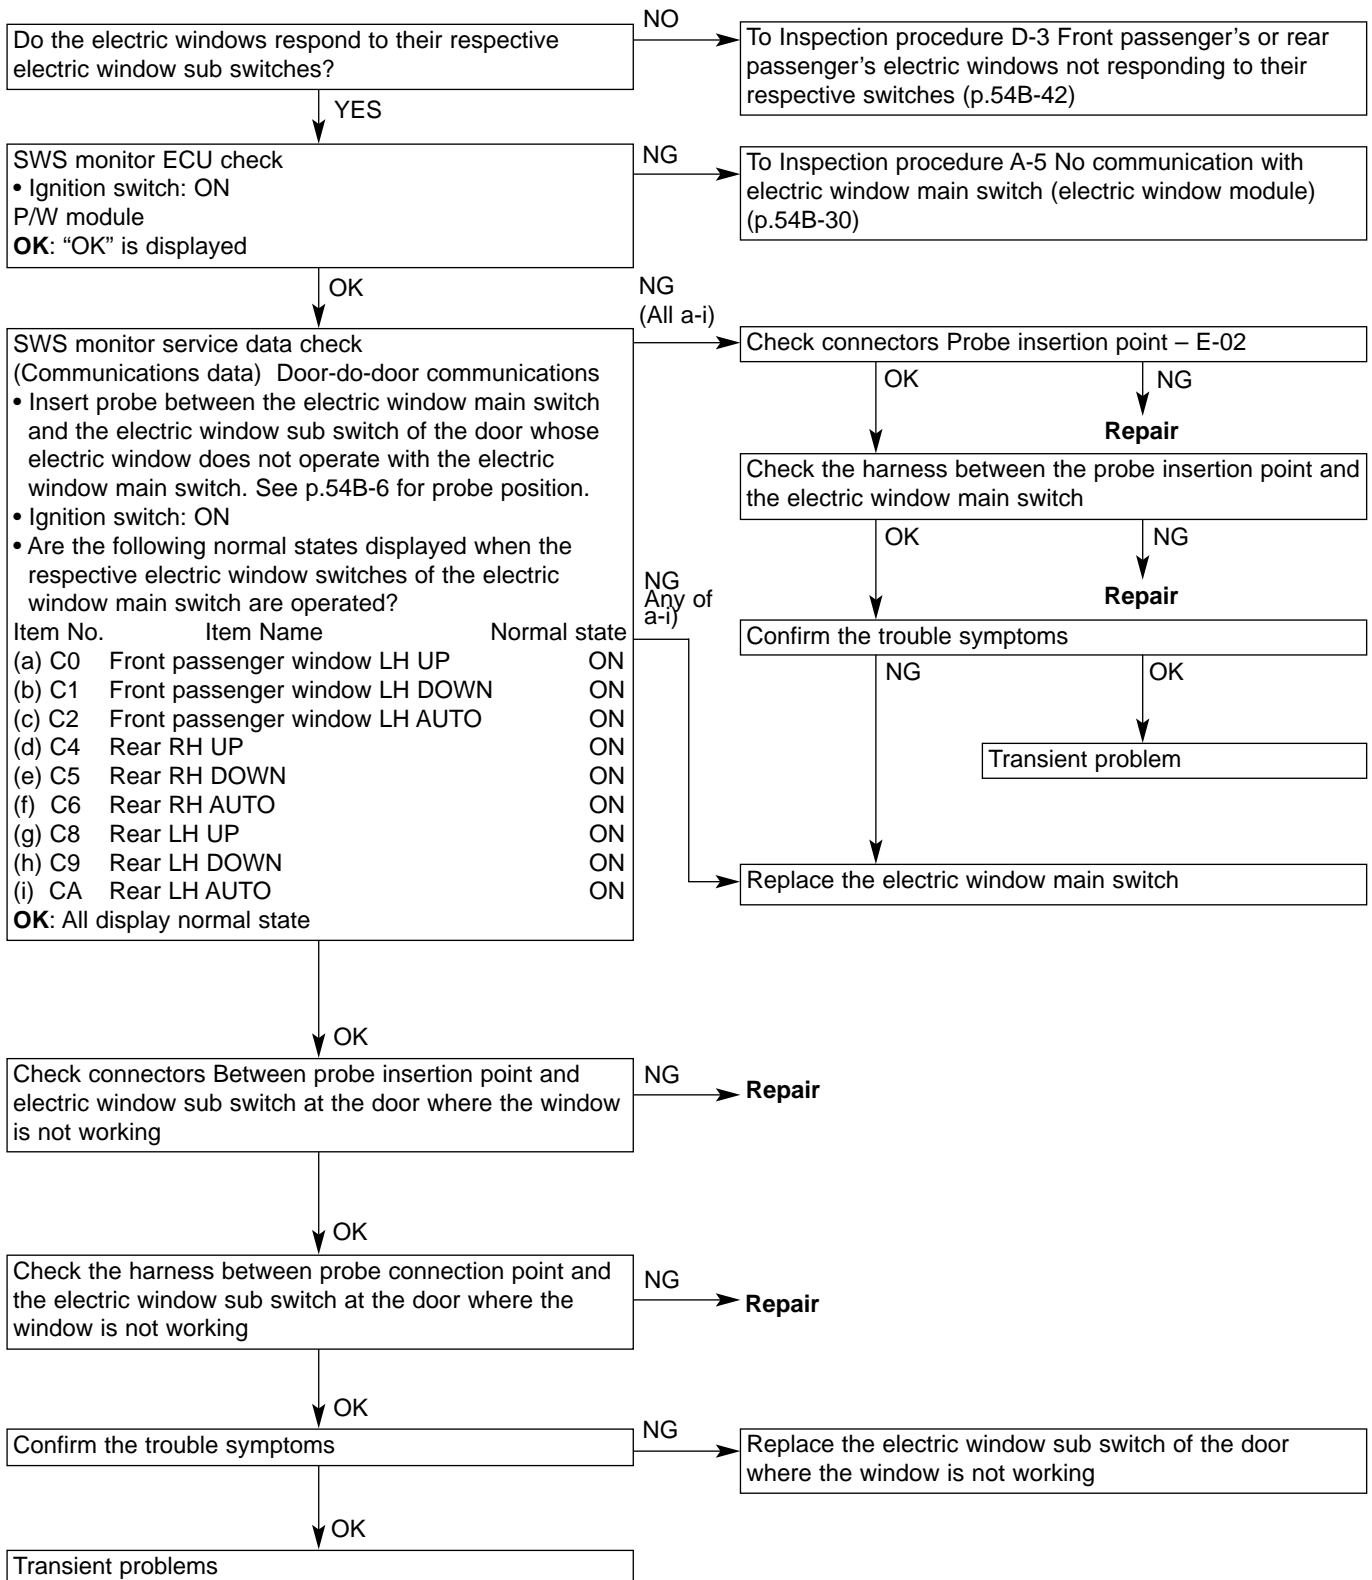 Do the electric windows respond to their respective
electric window sub switches?
NO
To Inspection procedure D-3 Front passenger's or rear
passenger's electric windows not responding to their
respective switches (p.54B-42)
YES
SWS monitor ECU check
• Ignition switch: ON
P/W module
OK: “OK” is displayed
NG
To Inspection procedure A-5 No communication with
electric window main switch (electric window module)
(p.54B-30)
OK
SWS monitor service data check
(Communications data) Door-do-door communications
• Insert probe between the electric window main switch
and the electric window sub switch of the door whose
electric window does not operate with the electric
window main switch. See p.54B-6 for probe position.
• Ignition switch: ON
• Are the following normal states displayed when the
respective electric window switches of the electric
window main switch are operated?
Item No. Item Name Normal state
(a) C0 Front passenger window LH UP ON
(b) C1 Front passenger window LH DOWN ON
(c) C2 Front passenger window LH AUTO ON
(d) C4 Rear RH UP ON
(e) C5 Rear RH DOWN ON
(f) C6 Rear RH AUTO ON
(g) C8 Rear LH UP ON
(h) C9 Rear LH DOWN ON
(i) CA Rear LH AUTO ON
OK: All display normal state
NG
(All a-i)
Check connectors Probe insertion point – E-02
OK
NG
Repair
Check the harness between the probe insertion point and
the electric window main switch
OK
NG
Repair
Confirm the trouble symptoms
NG
OK
Transient problem
NG
Any of
a-i)
Replace the electric window main switch
OK
Check connectors Between probe insertion point and
electric window sub switch at the door where the window
is not working
NG
Repair
OK
Check the harness between probe connection point and
the electric window sub switch at the door where the
window is not working
NG
Repair
OK
Confirm the trouble symptoms
NG
Replace the electric window sub switch of the door
where the window is not working
OK
Transient problems